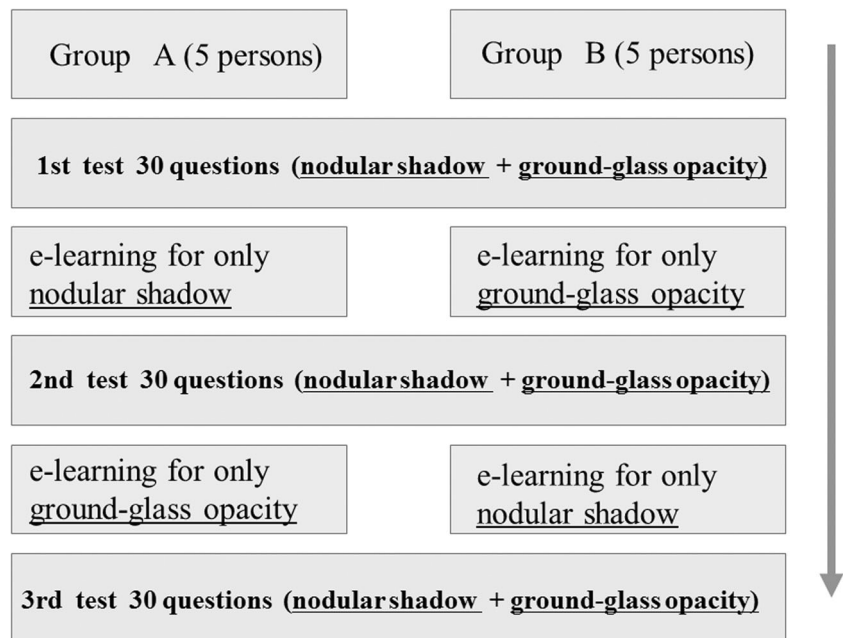 Group A (5 persons)
Group B (5 persons)
1st test 30 questions (nodular shadow + ground-glass opacity)
e-learning for only
nodular shadow
e-learning for only
ground-glass opacity
2nd test 30 questions (nodular shadow + ground-glass opacity)
e-learning for only
ground-glass opacity
e-learning for only
nodular shadow
3rd test 30 questions (nodular shadow + ground-glass opacity)